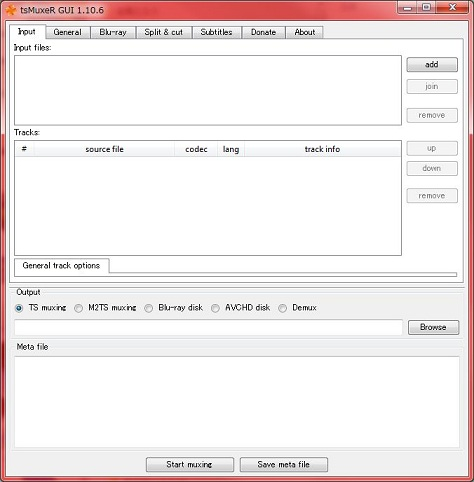 tsMuxeR GUI 1.10.6
Input General Blu-ray Split & cut Subtitles Donate About
Input files:
add
join
remove
Tracks:
# source file codec lang track info
up
down
remove
General track options
Output
TS muxing M2TS muxing Blu-ray disk AVCHD disk Demux
Browse
Meta file
Start muxing Save meta file